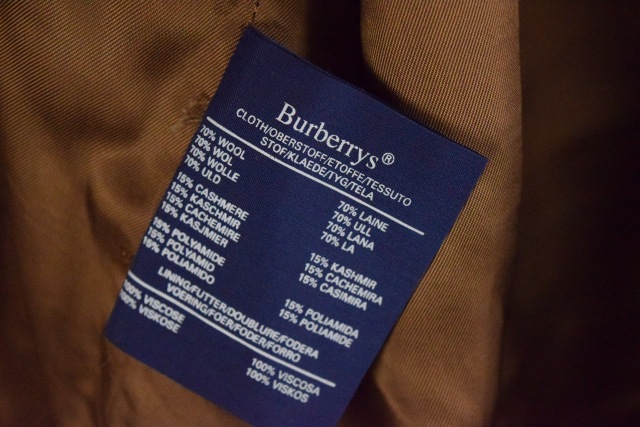 Burberrys®
CLOTH/OBERSTOFF/ETOFFE/TESSUTO
STOF/KLAEDE/TYG/TELA
70% WOOL
70% WOL
70% WOLLE
70% ULD
15% CASHMERE
15% KASCHMIR
15% CACHEMIRE
15% KASJMIER
15% POLYAMIDE
15% POLYAMID
15% POLIAMIDO
70% LAINE
70% ULL
70% LANA
70% LA
15% KASHMIR
15% CACHEMIRA
15% CASIMIRA
15% POLIAMIDA
15% POLIAMIDE
LINING/FUTTER/DOUBLURE/FODERA
VOERING/FOER/FODER/FORRO
100% VISCOSE
100% VISKOSE
100% VISCOSA
100% VISKOS